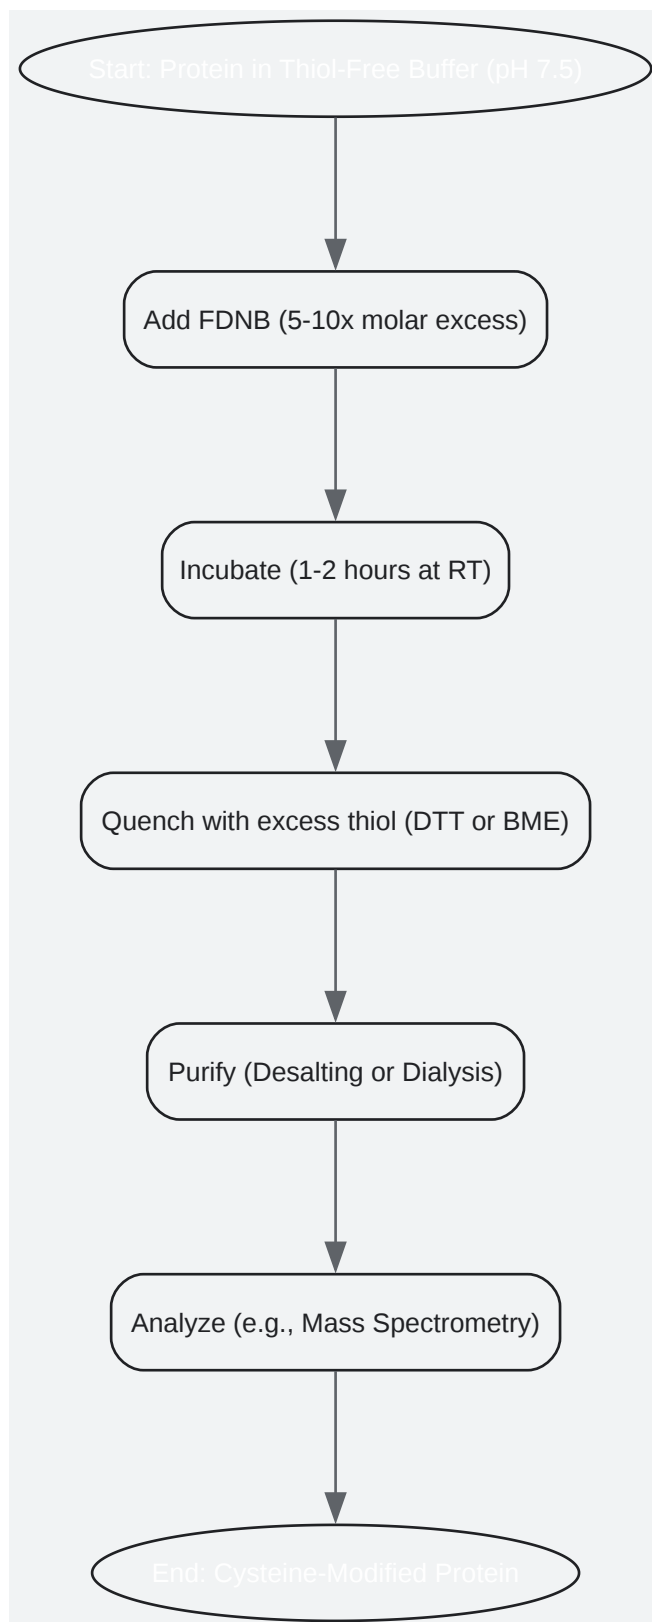 Start: Protein in Thiol-Free Buffer (pH 7.5)
Add FDNB (5-10x molar excess)
Incubate (1-2 hours at RT)
Quench with excess thiol (DTT or BME)
Purify (Desalting or Dialysis)
Analyze (e.g., Mass Spectrometry)
End: Cysteine-Modified Protein